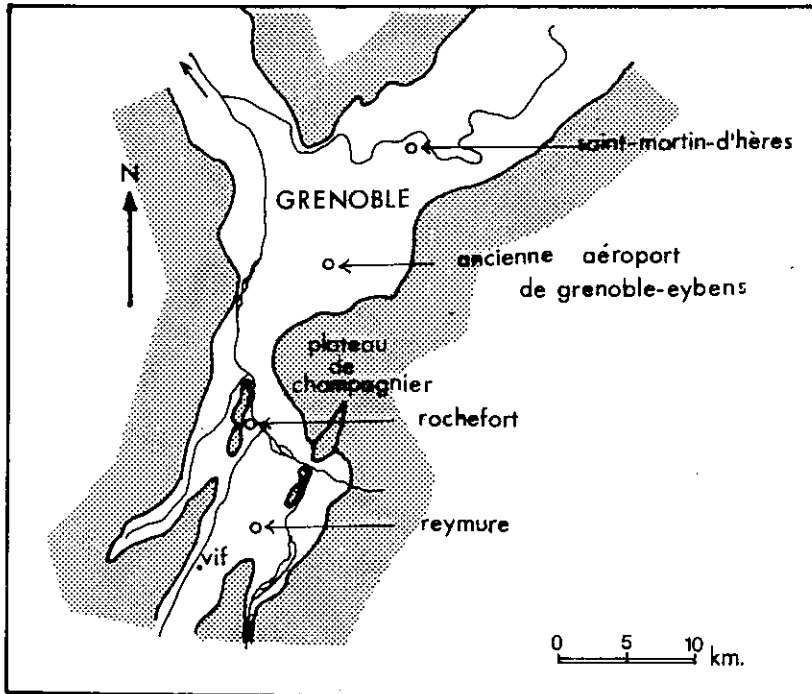 saint-martin-d'hères
N
GRENOBLE
ancienne aéroport
de grenoble-eybens
plateau
de
champagnier
rochefort
reymure
vif
0 5 10 km.